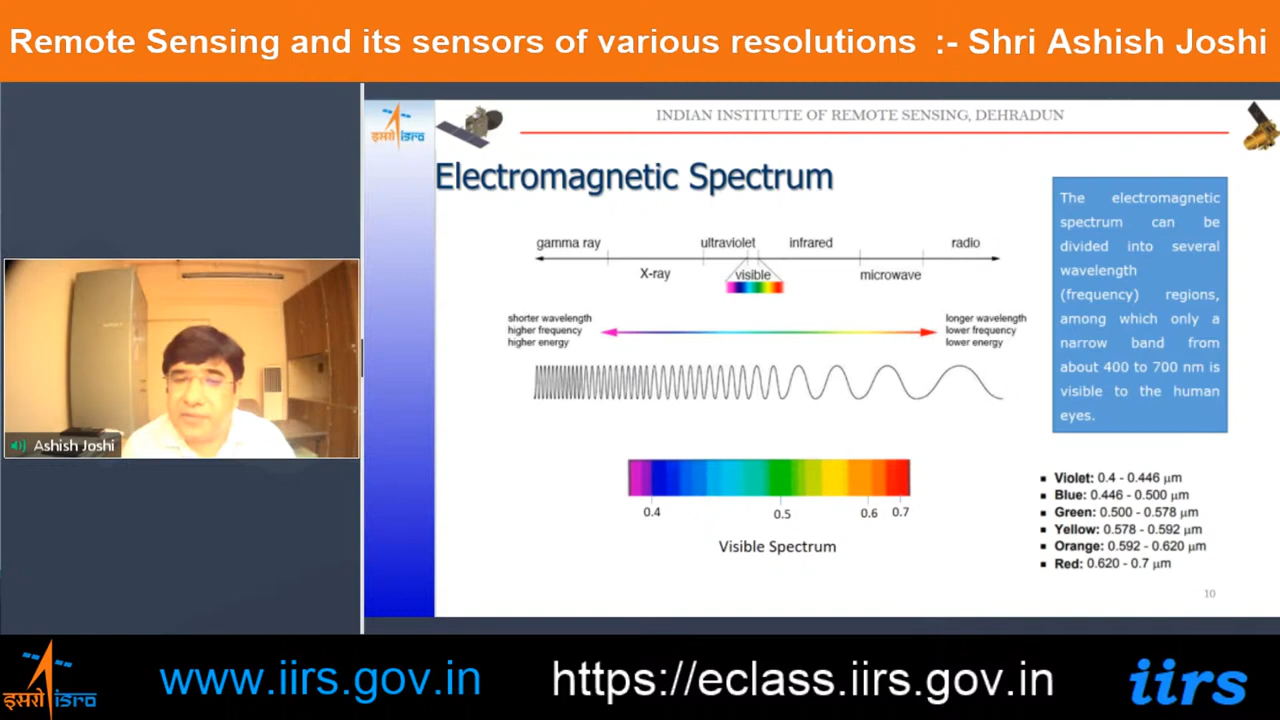 Remote Sensing and its sensors of various resolutions :- Shri Ashish Joshi
इसरो isro
INDIAN INSTITUTE OF REMOTE SENSING, DEHRADUN
Electromagnetic Spectrum
gamma ray
ultraviolet
infrared
radio
X-ray
visible
microwave
shorter wavelength
higher frequency
higher energy
longer wavelength
lower frequency
lower energy
0.4
0.5
0.6
0.7
Visible Spectrum
The electromagnetic
spectrum can be
divided into several
wavelength
(frequency) regions,
among which only a
narrow band from
about 400 to 700 nm is
visible to the human
eyes.
▪ Violet: 0.4 - 0.446 μm
▪ Blue: 0.446 - 0.500 μm
▪ Green: 0.500 - 0.578 μm
▪ Yellow: 0.578 - 0.592 μm
▪ Orange: 0.592 - 0.620 μm
▪ Red: 0.620 - 0.7 μm
10
Ashish Joshi
इसरो isro
www.iirs.gov.in
https://eclass.iirs.gov.in
iirs